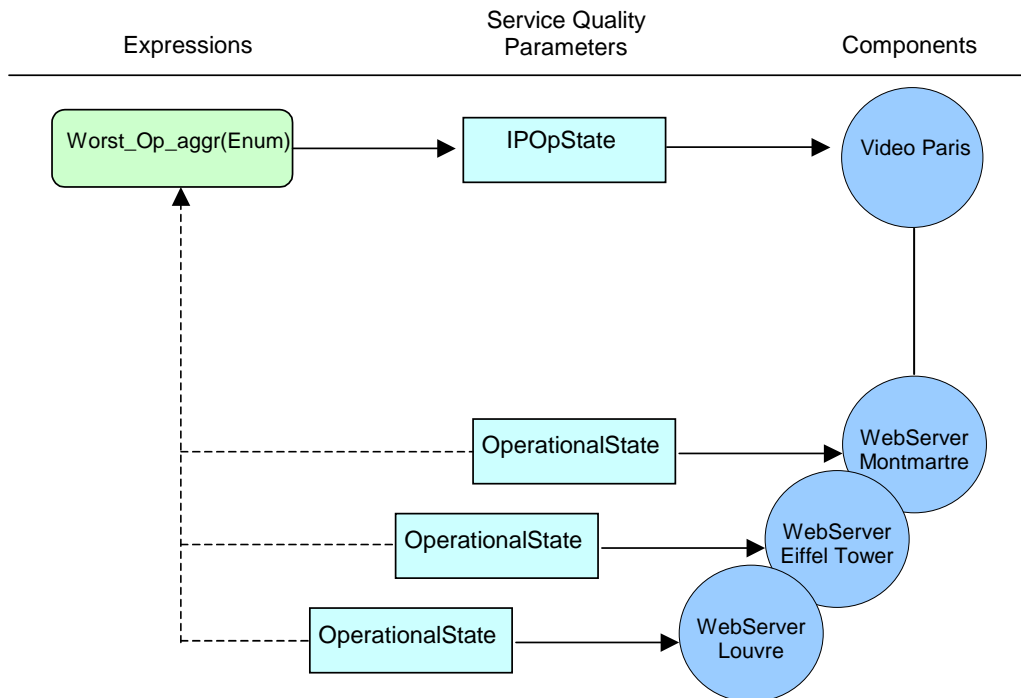 Expressions
Service Quality
Parameters
Components
Worst_Op_aggr(Enum)
IPOpState
Video Paris
OperationalState
WebServer
Montmartre
OperationalState
WebServer
Eiffel Tower
OperationalState
WebServer
Louvre